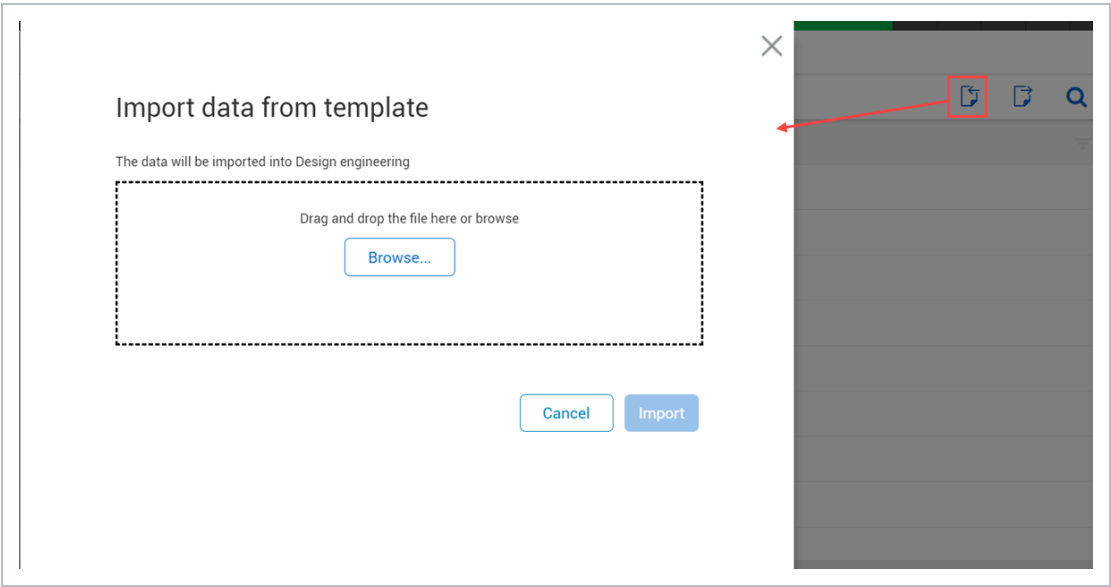 Import data from template
The data will be imported into Design engineering
Drag and drop the file here or browse
Browse...
Cancel
Import